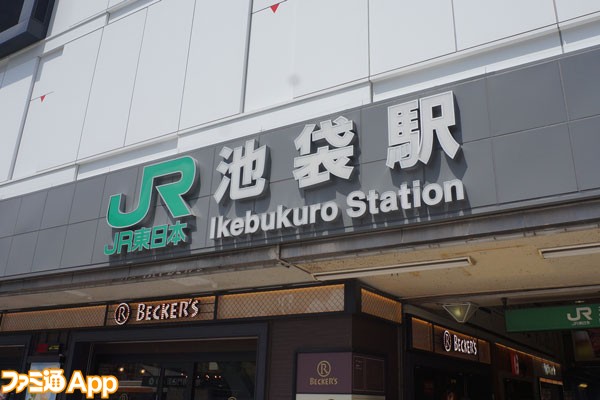 JR 池袋駅
JR東日本 Ikebukuro Station
R BECKER'S
R BECKER'S
JR
R
BECKER'S
ファミ通App